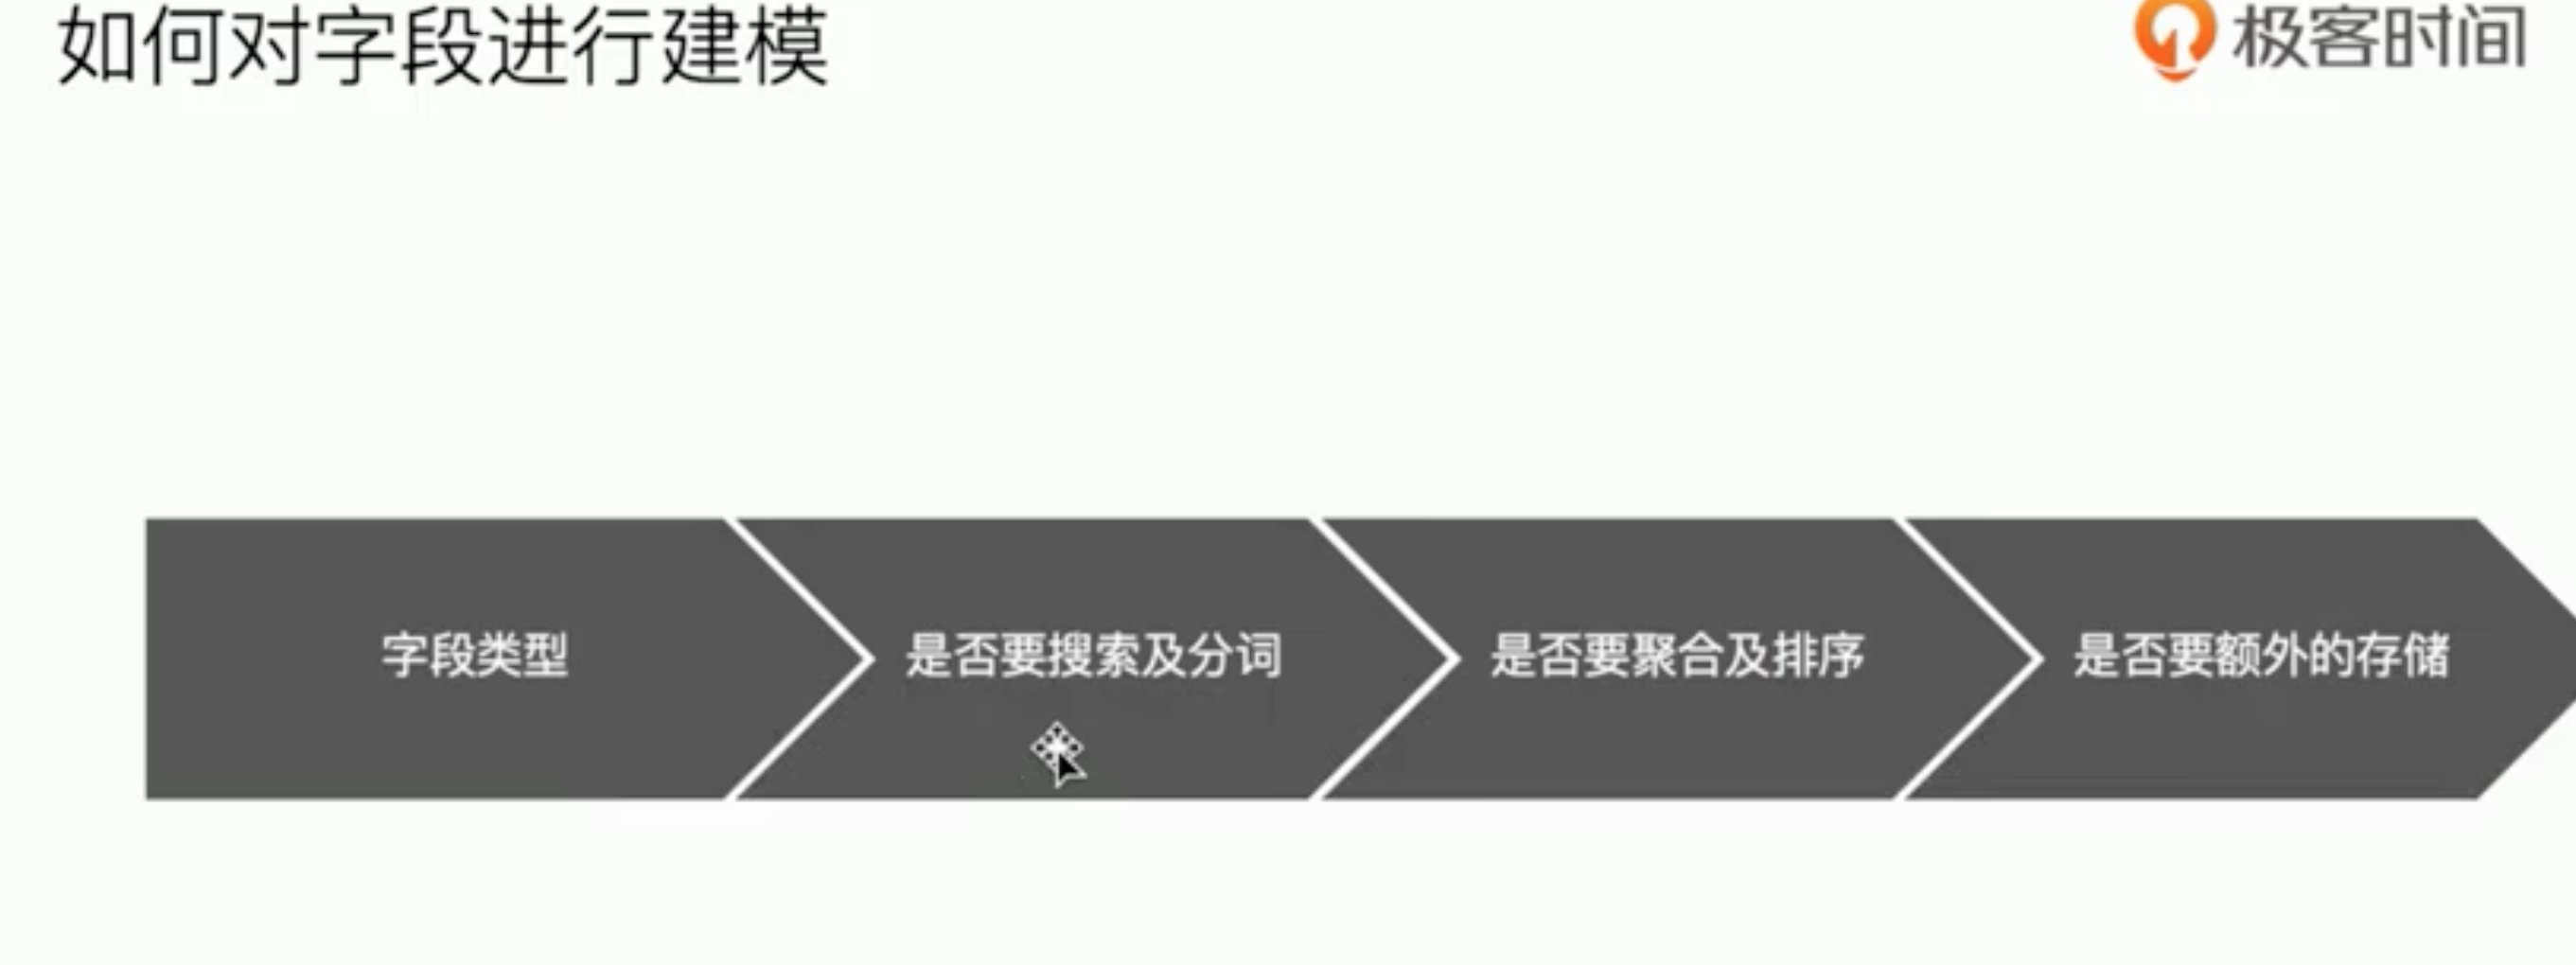 如何对字段进行建模
极客时间
字段类型
是否要搜索及分词
是否要聚合及排序
是否要额外的存储